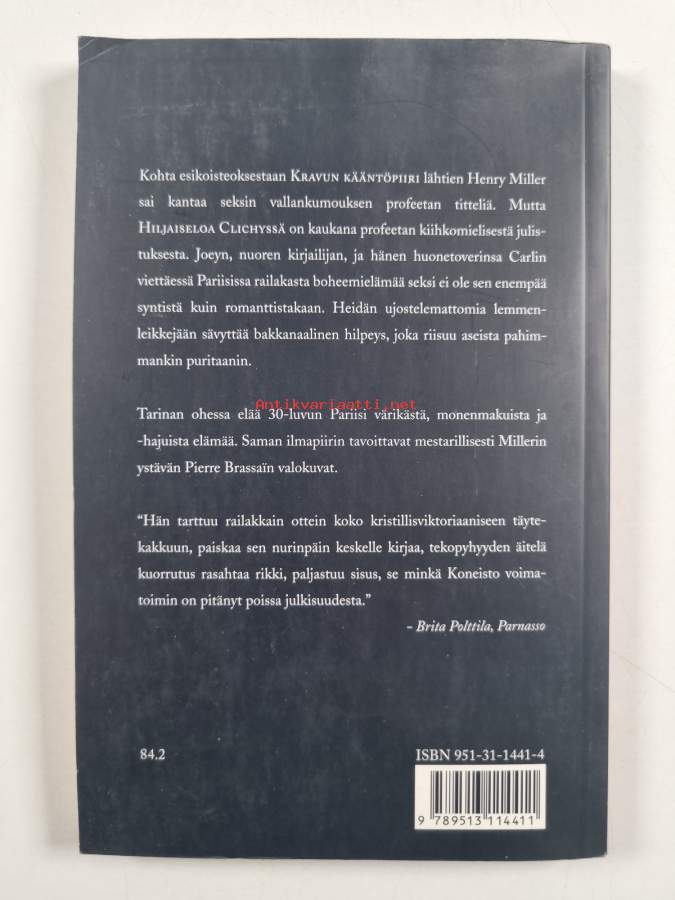 Kohta esikoisteoksestaan KRAVUN KÄÄNTÖPIIRI lähtien Henry Miller
sai kantaa seksin vallankumouksen profeetan titteliä. Mutta
HILJAISELOA CLICHYSSÄ on kaukana profeetan kiihkomielisestä julis-
tuksesta. Joeyn, nuoren kirjailijan, ja hänen huonetoverinsa Carlin
viettäessä Pariisissa railakasta boheemielämää seksi ei ole sen enempää
syntistä kuin romanttistakaan. Heidän ujostelemattomia lemmen-
leikkejään sävyttää bakkanaalinen hilpeys, joka riisuu aseista pahim-
mankin puritaanin.
Antikvariaatti.net
Tarinan ohessa elää 30-luvun Pariisi värikästä, monenmakuista ja
-hajuista elämää. Saman ilmapiirin tavoittavat mestarillisesti Millerin
ystävän Pierre Brassaïn valokuvat.
“Hän tarttuu railakkain ottein koko kristillisviktoriaaniseen täyte-
kakkuun, paiskaa sen nurinpäin keskelle kirjaa, tekopyhyyden äitelä
kuorrutus rasahtaa rikki, paljastuu sisus, se minkä Koneisto voima-
toimin on pitänyt poissa julkisuudesta.”
– Brita Polttila, Parnasso
84.2
ISBN 951-31-1441-4
9 789513 114411